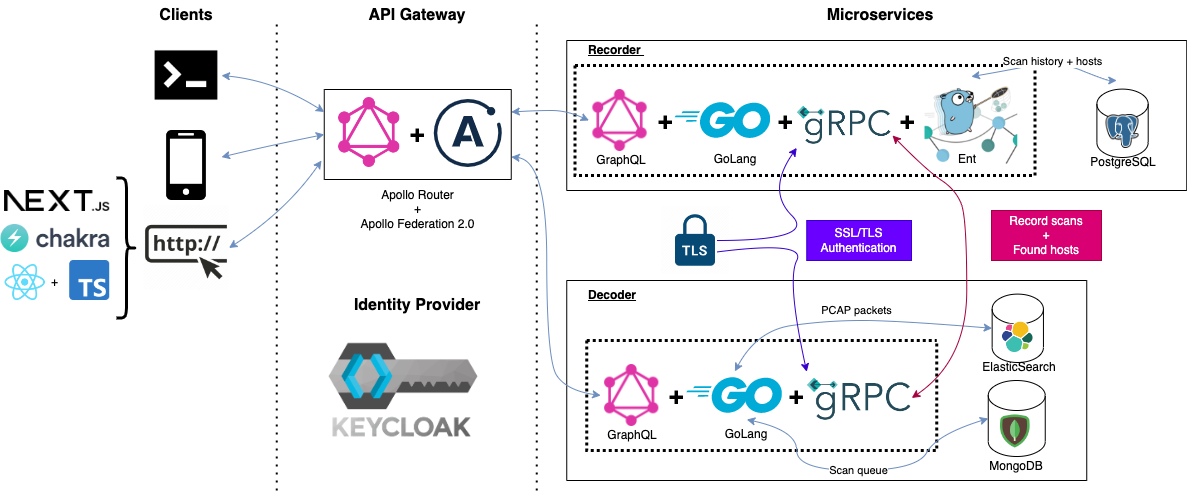 Clients
API Gateway
Microservices
>_
NEXT.JS
chakra
+
TS
http://
+
A
Apollo Router
+
Apollo Federation 2.0
Identity Provider
KEYCLOAK
Recorder
Scan history + hosts
+
GO
+
gRPC
+
GraphQL
GoLang
Ent
PostgreSQL
TLS
SSL/TLS
Authentication
Record scans
+
Found hosts
Decoder
PCAP packets
ElasticSearch
+
GO
+
gRPC
GraphQL
GoLang
Scan queue
MongoDB